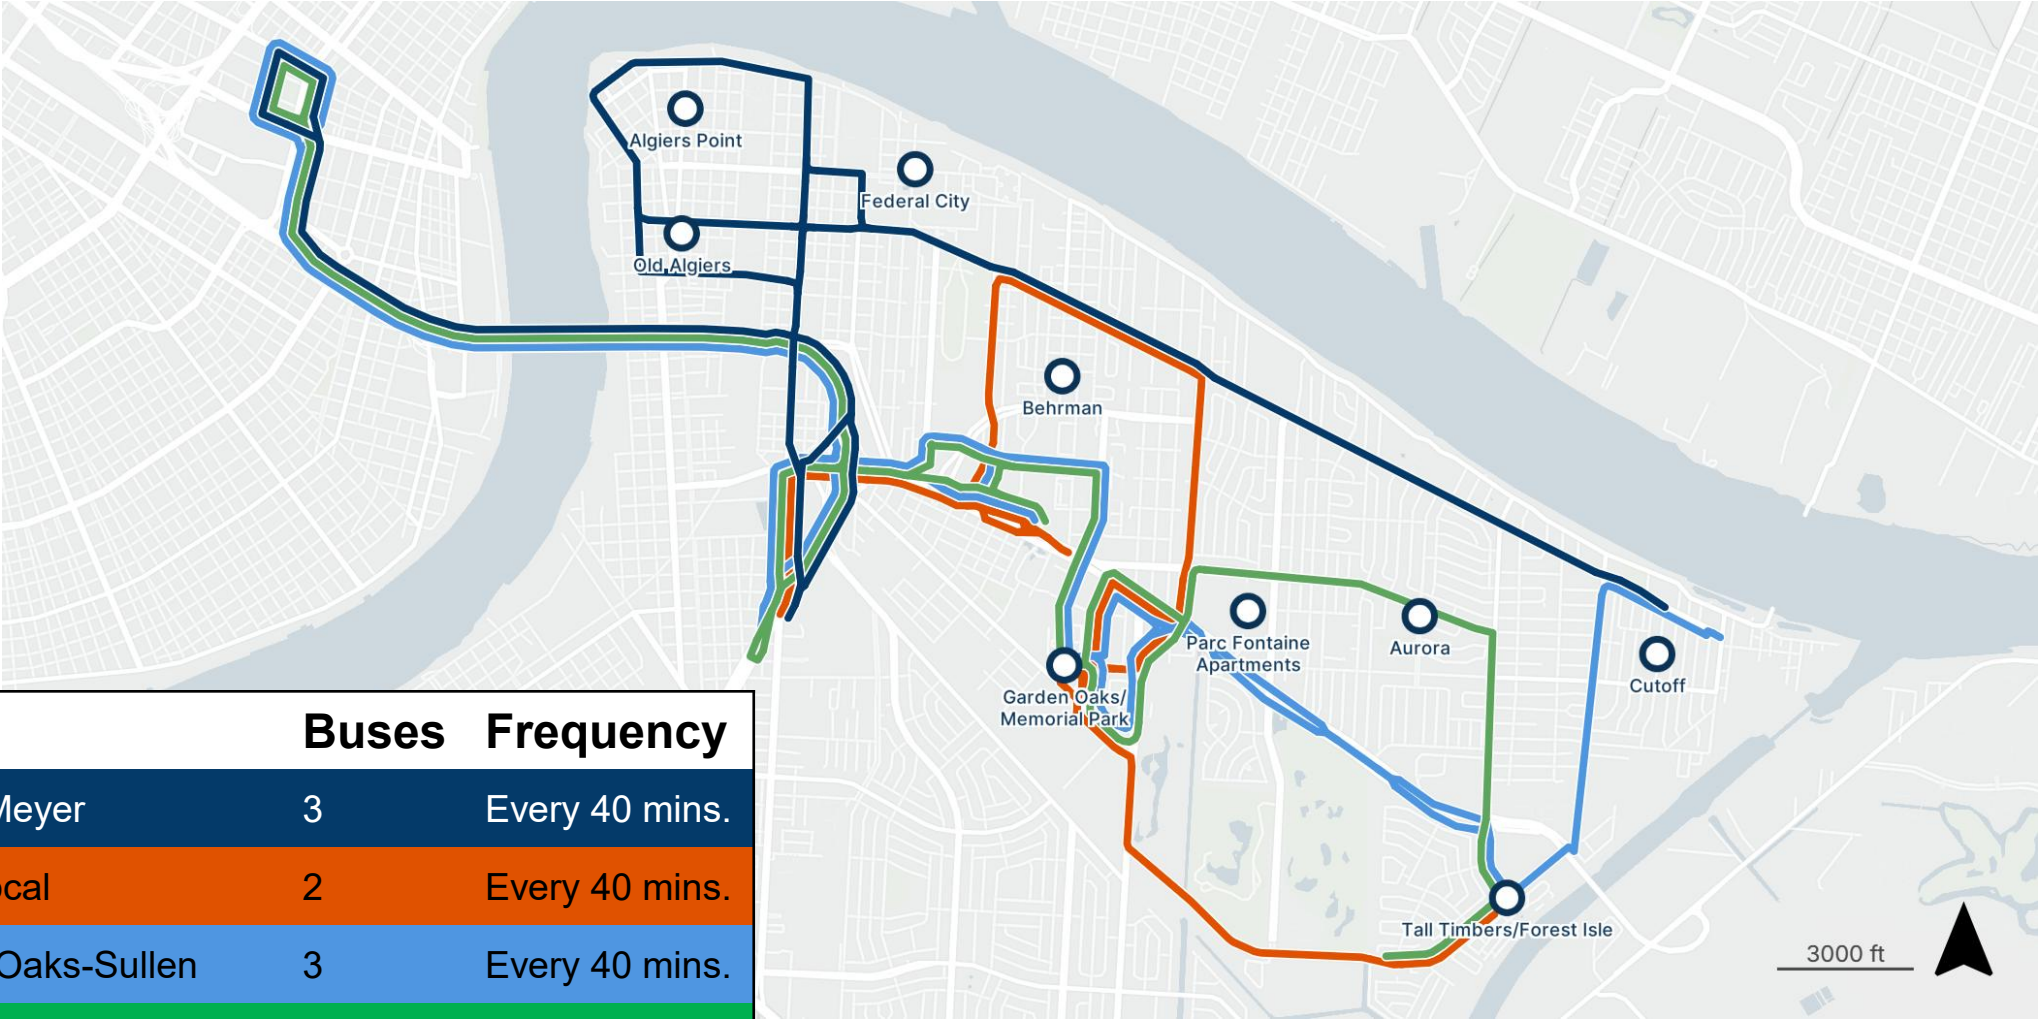 Algiers Point
Federal City
Old Algiers
Behrman
Parc Fontaine
Apartments
Aurora
Cutoff
Garden Oaks/
Memorial Park
Tall Timbers/Forest Isle
3000 ft
Buses Frequency
Meyer 3 Every 40 mins.
ocal 2 Every 40 mins.
Oaks-Sullen 3 Every 40 mins.